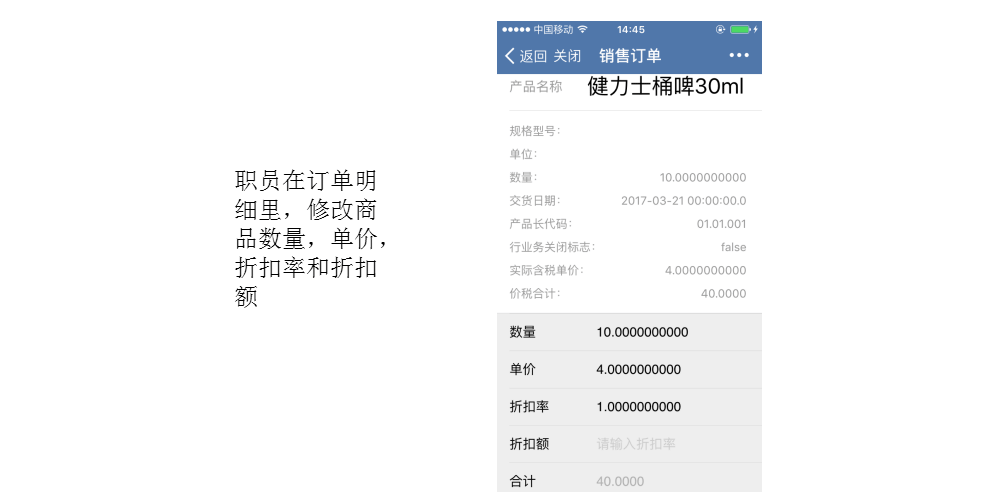 职员在订单明
细里，修改商
品数量，单价，
折扣率和折扣
额
中国移动 14:45
返回 关闭 销售订单
产品名称 健力士桶啤30ml
规格型号：
单位：
数量： 10.0000000000
交货日期： 2017-03-21 00:00:00.0
产品长代码： 01.01.001
行业务关闭标志： false
实际含税单价： 4.0000000000
价税合计： 40.0000
数量 10.0000000000
单价 4.0000000000
折扣率 1.0000000000
折扣额 请输入折扣率
合计 40.0000